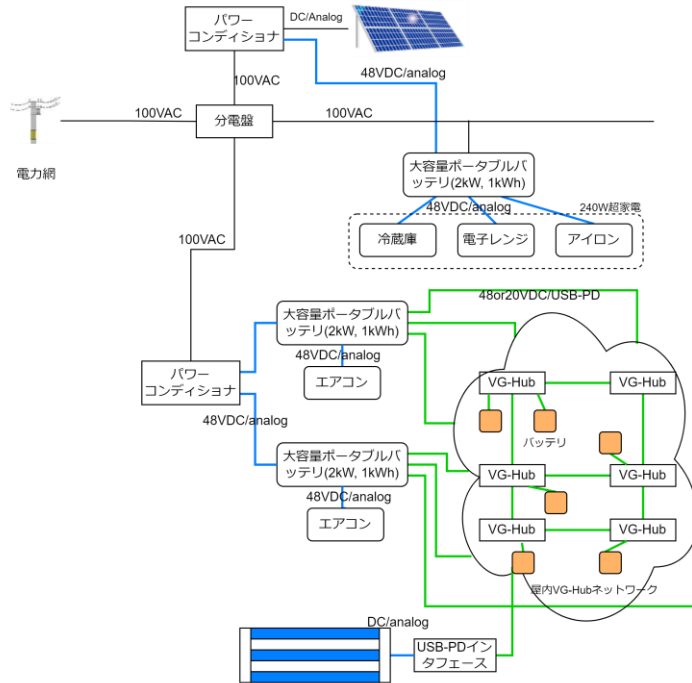 パワー
コンディショナ
DC/Analog
48VDC/analog
100VAC
100VAC
分電盤
100VAC
電力網
大容量ポータブルバ
ッテリ(2kW, 1kWh)
48VDC/analog
240W超家電
冷蔵庫
電子レンジ
アイロン
100VAC
48or20VDC/USB-PD
大容量ポータブルバ
ッテリ(2kW, 1kWh)
48VDC/analog
エアコン
パワー
コンディショナ
48VDC/analog
VG-Hub
VG-Hub
バッテリ
大容量ポータブルバ
ッテリ(2kW, 1kWh)
48VDC/analog
エアコン
VG-Hub
VG-Hub
VG-Hub
VG-Hub
屋内VG-Hubネットワーク
DC/analog
USB-PDイン
タフェース